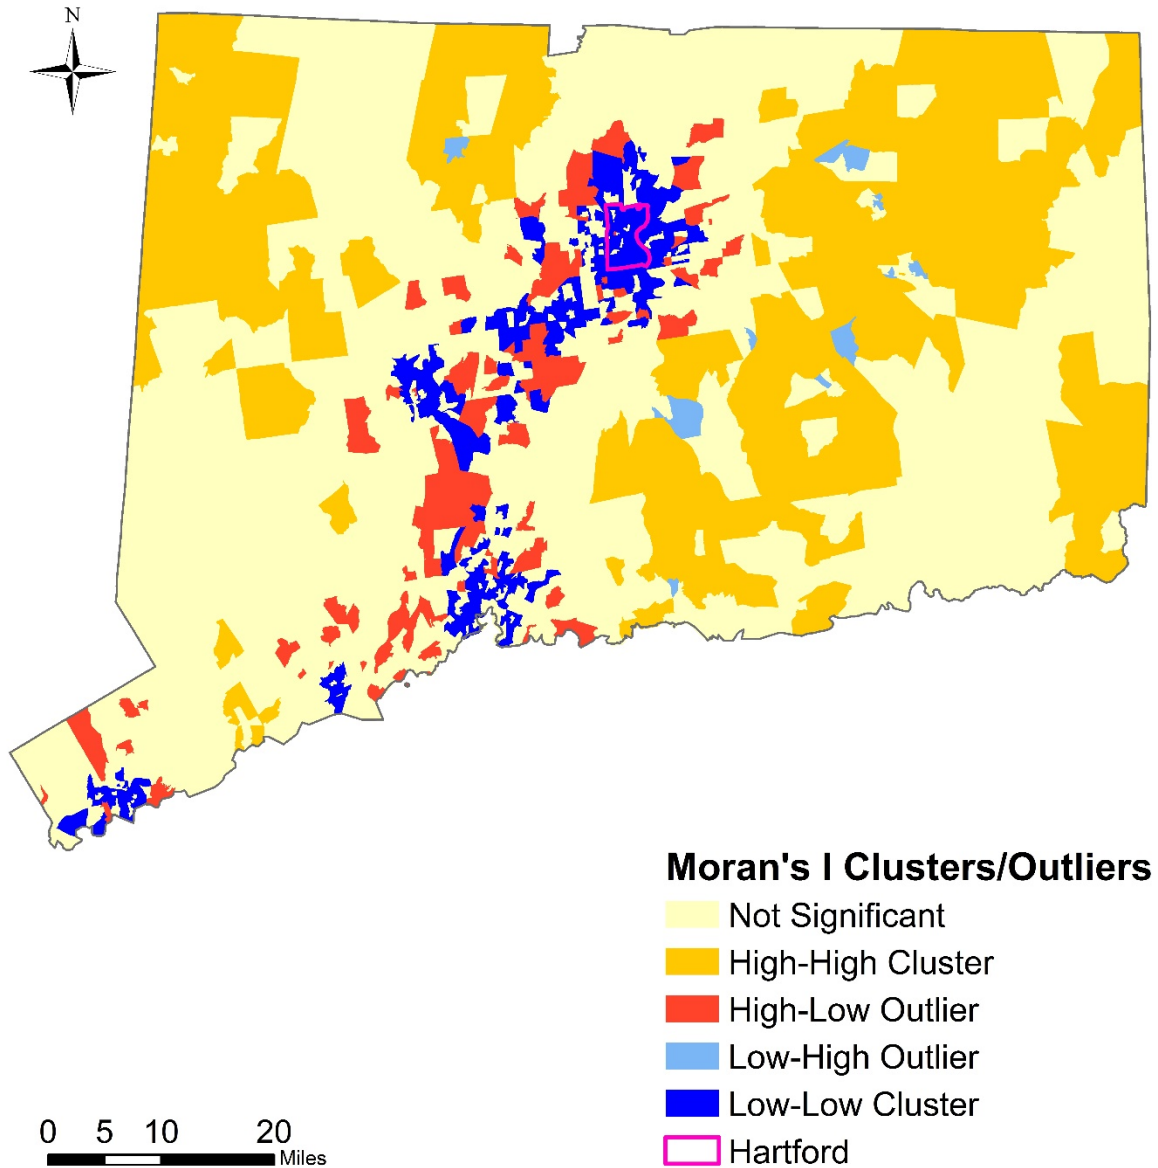 N
Moran's I Clusters/Outliers
Not Significant
High-High Cluster
High-Low Outlier
Low-High Outlier
Low-Low Cluster
Hartford
0 5 10 20
Miles